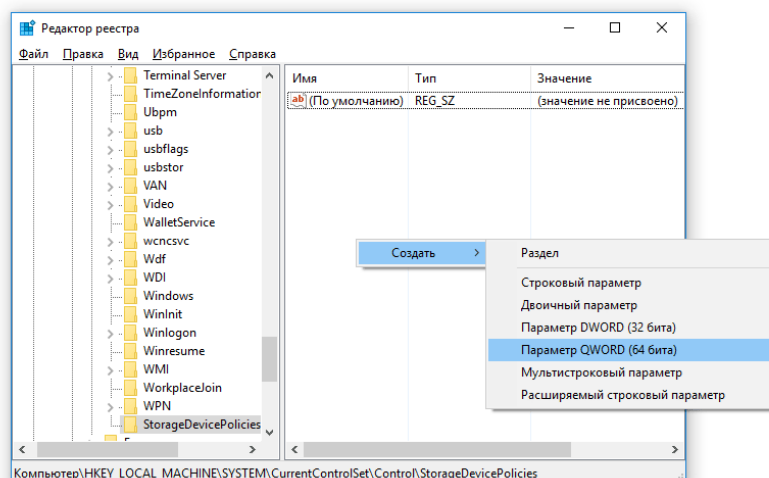 Редактор реестра
Файл Правка Вид Избранное Справка
Имя Тип Значение
ab (По умолчанию) REG_SZ (значение не присвоено)
Terminal Server
TimeZoneInformation
Ubpm
usb
usbflags
usbstor
VAN
Video
WalletService
wcncsvc
Wdf
WDI
Windows
WinInit
Winlogon
Winresume
WMI
WorkplaceJoin
WPN
StorageDevicePolicies
Создать
Раздел
Строковый параметр
Двоичный параметр
Параметр DWORD (32 бита)
Параметр QWORD (64 бита)
Мультистроковый параметр
Расширяемый строковый параметр
Компьютер\HKEY_LOCAL_MACHINE\SYSTEM\CurrentControlSet\Control\StorageDevicePolicies